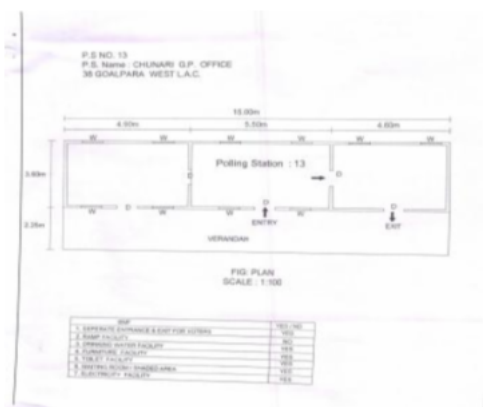 P.S NO. 13
P.S. Name : CHUNARI G.P. OFFICE
38 GOALPARA WEST L.A.C.
15.00m
4.50m 5.50m 4.80m
W W W W W W
Polling Station : 13
D D
3.60m
D D D
W W W W
ENTRY EXIT
2.25m
VERANDAH
FIG: PLAN
SCALE : 1:100
BMF YES / NO
1. SEPERATE ENTRANCE & EXIT FOR VOTERS YES
2. RAMP FACILITY NO
3. DRINKING WATER FACILITY YES
4. FURNITURE FACILITY YES
5. TOILET FACILITY YES
6. WAITING ROOM / SHADED AREA YES
7. ELECTRICITY FACILITY YES